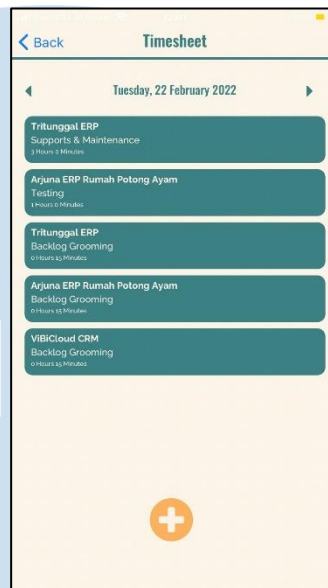 Back
Timesheet
Tuesday, 22 February 2022
Tritunggal ERP
Supports & Maintenance
3 Hours 0 Minutes
Arjuna ERP Rumah Potong Ayam
Testing
1 Hours 0 Minutes
Tritunggal ERP
Backlog Grooming
0 Hours 15 Minutes
Arjuna ERP Rumah Potong Ayam
Backlog Grooming
0 Hours 15 Minutes
ViBiCloud CRM
Backlog Grooming
0 Hours 15 Minutes